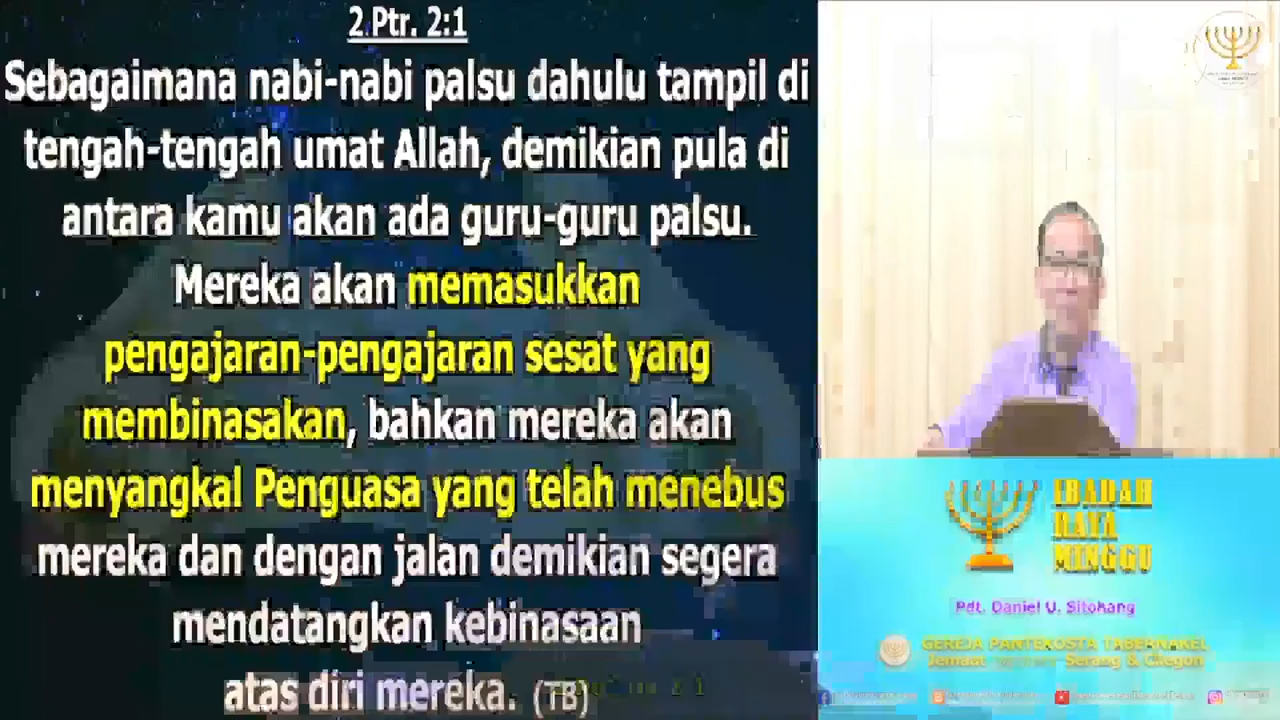 2 Ptr. 2:1
Sebagaimana nabi-nabi palsu dahulu tampil di
tengah-tengah umat Allah, demikian pula di
antara kamu akan ada guru-guru palsu.
Mereka akan memasukkan
pengajaran-pengajaran sesat yang
membinasakan, bahkan mereka akan
menyangkal Penguasa yang telah menebus
mereka dan dengan jalan demikian segera
mendatangkan kebinasaan
atas diri mereka. (TB)
IBADAH
RAYA
MINGGU
Pdt. Daniel U. Sitohang
GEREJA PANTEKOSTA TABERNAKEL
Jemaat Serang & Cilegon